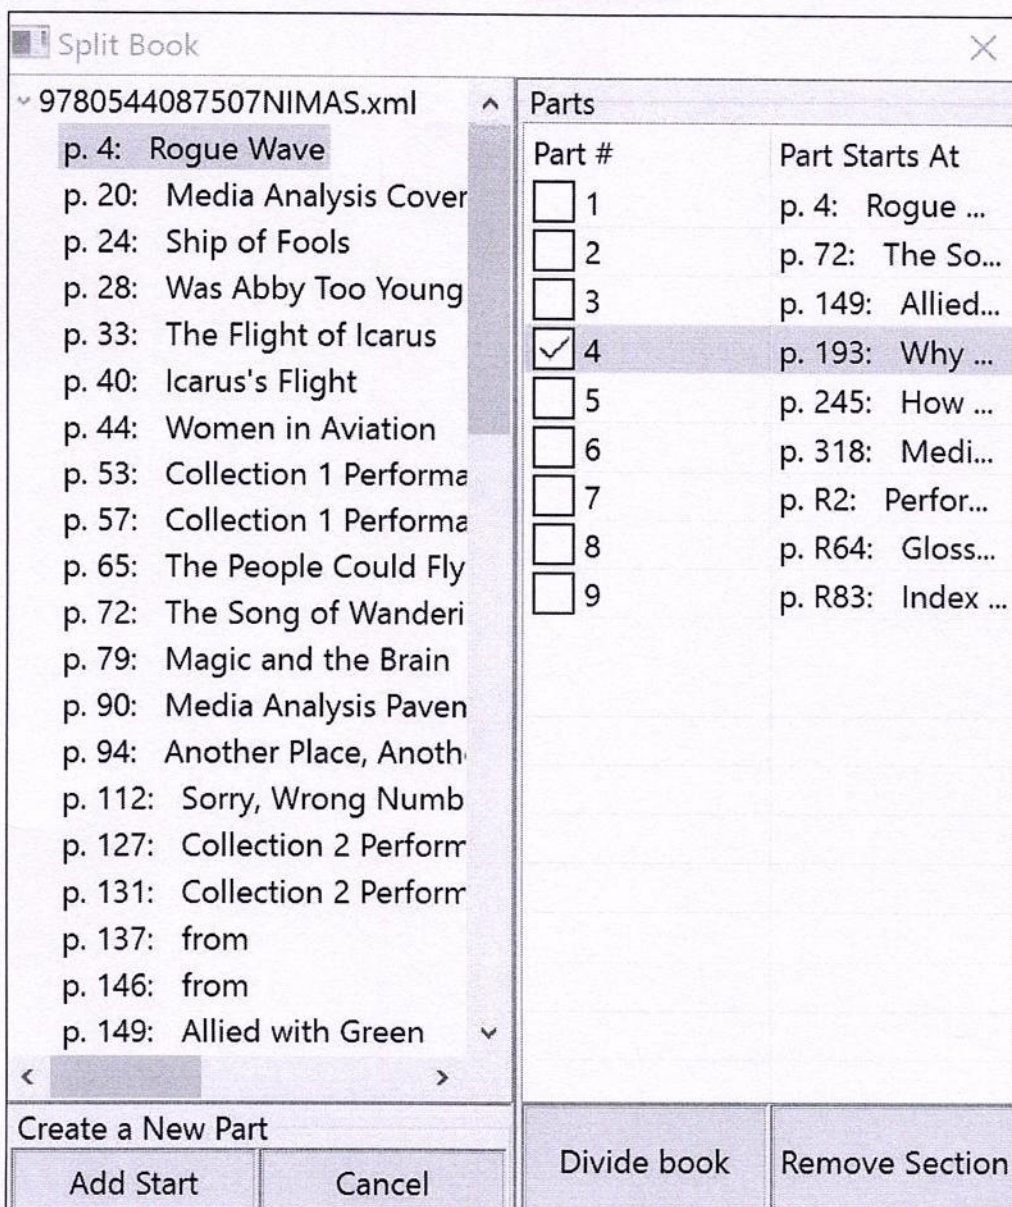 Split Book
9780544087507NIMAS.xml
p. 4: Rogue Wave
p. 20: Media Analysis Cover
p. 24: Ship of Fools
p. 28: Was Abby Too Young
p. 33: The Flight of Icarus
p. 40: Icarus's Flight
p. 44: Women in Aviation
p. 53: Collection 1 Performa
p. 57: Collection 1 Performa
p. 65: The People Could Fly
p. 72: The Song of Wanderi
p. 79: Magic and the Brain
p. 90: Media Analysis Pavem
p. 94: Another Place, Anoth
p. 112: Sorry, Wrong Numb
p. 127: Collection 2 Perform
p. 131: Collection 2 Perform
p. 137: from
p. 146: from
p. 149: Allied with Green
Create a New Part
Add Start Cancel
Parts
Part # Part Starts At
1 p. 4: Rogue ...
2 p. 72: The So...
3 p. 149: Allied...
4 p. 193: Why ...
5 p. 245: How ...
6 p. 318: Medi...
7 p. R2: Perfor...
8 p. R64: Gloss...
9 p. R83: Index ...
Divide book Remove Section